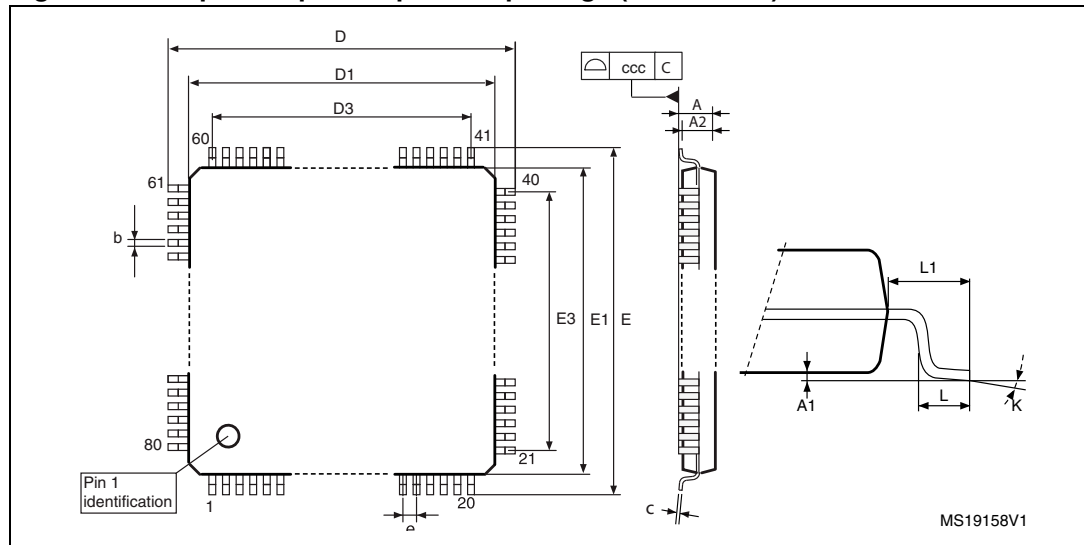 D
D1
D3
ccc C
A
A2
60
41
61
40
b
L1
E3
E1
E
A1
L
K
80
21
Pin 1
identification
1
20
c
MS19158V1